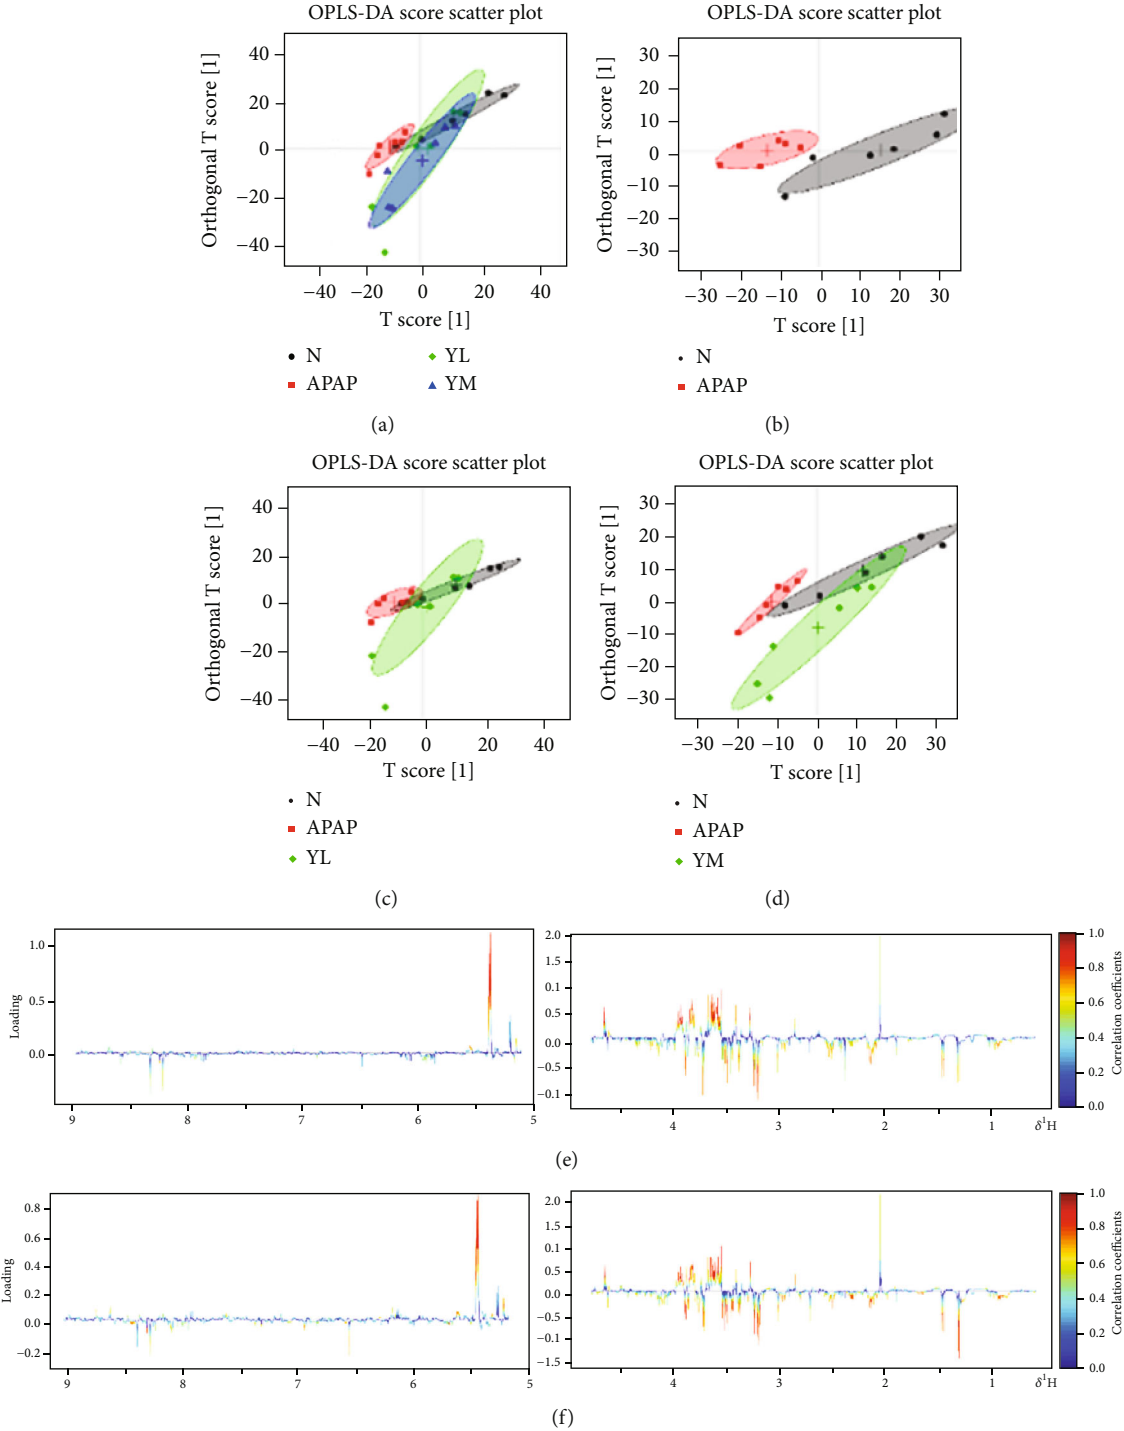 OPLS-DA score scatter plot
Orthogonal T score [1]
40
20
0
−20
−40
−40 −20 0 20 40
T score [1]
N
YL
APAP
YM
(a)
OPLS-DA score scatter plot
Orthogonal T score [1]
30
20
10
0
−10
−20
−30
−30 −20 −10 0 10 20 30
T score [1]
N
APAP
(b)
OPLS-DA score scatter plot
Orthogonal T score [1]
40
20
0
−20
−40
−40 −20 0 20 40
T score [1]
N
APAP
YL
(c)
OPLS-DA score scatter plot
Orthogonal T score [1]
30
20
10
0
−10
−20
−30
−30 −20 −10 0 10 20 30
T score [1]
N
APAP
YM
(d)
Loading
1.0
0.5
0.0
9 8 7 6 5
2.0
1.5
0.1
0.5
0.0
−0.5
−0.1
4 3 2 1 δ¹H
1.0
0.8
0.6
0.4
0.2
0.0
Correlation coefficients
(e)
Loading
0.8
0.6
0.4
0.2
0.0
−0.2
9 8 7 6 5
2.0
1.5
0.1
0.5
0.0
−0.5
−0.1
−1.5
4 3 2 1 δ¹H
1.0
0.8
0.6
0.4
0.2
0.0
Correlation coefficients
(f)